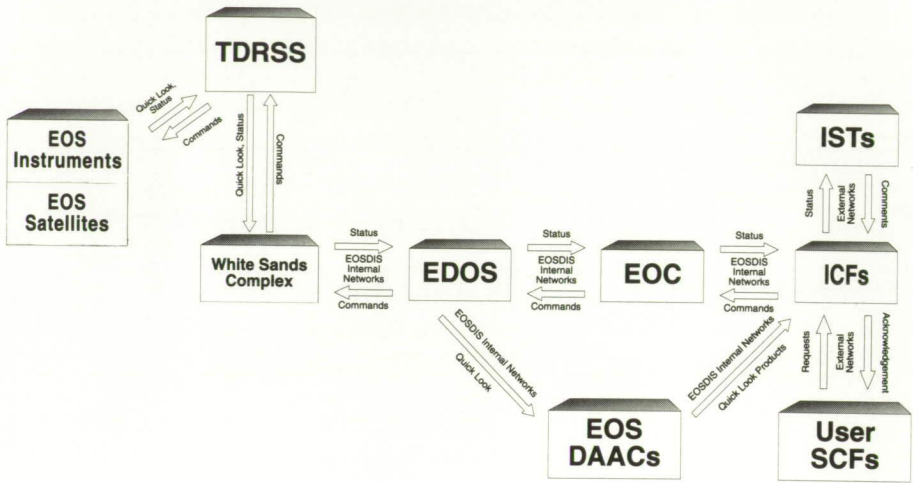 TDRSS
Quick Look,
Status
Commands
EOS
Instruments
EOS
Satellites
Quick Look, Status
Commands
ISTs
Status
External
Networks
Comments
White Sands
Complex
Status
EOSDIS
Internal
Networks
Commands
EDOS
Status
EOSDIS
Internal
Networks
Commands
EOC
Status
EOSDIS
Internal
Networks
Commands
ICFs
EOSDIS Internal Networks
Quick Look
EOSDIS Internal Networks
Quick Look Products
Requests
External
Networks
Acknowledgement
EOS
DAACs
User
SCFs